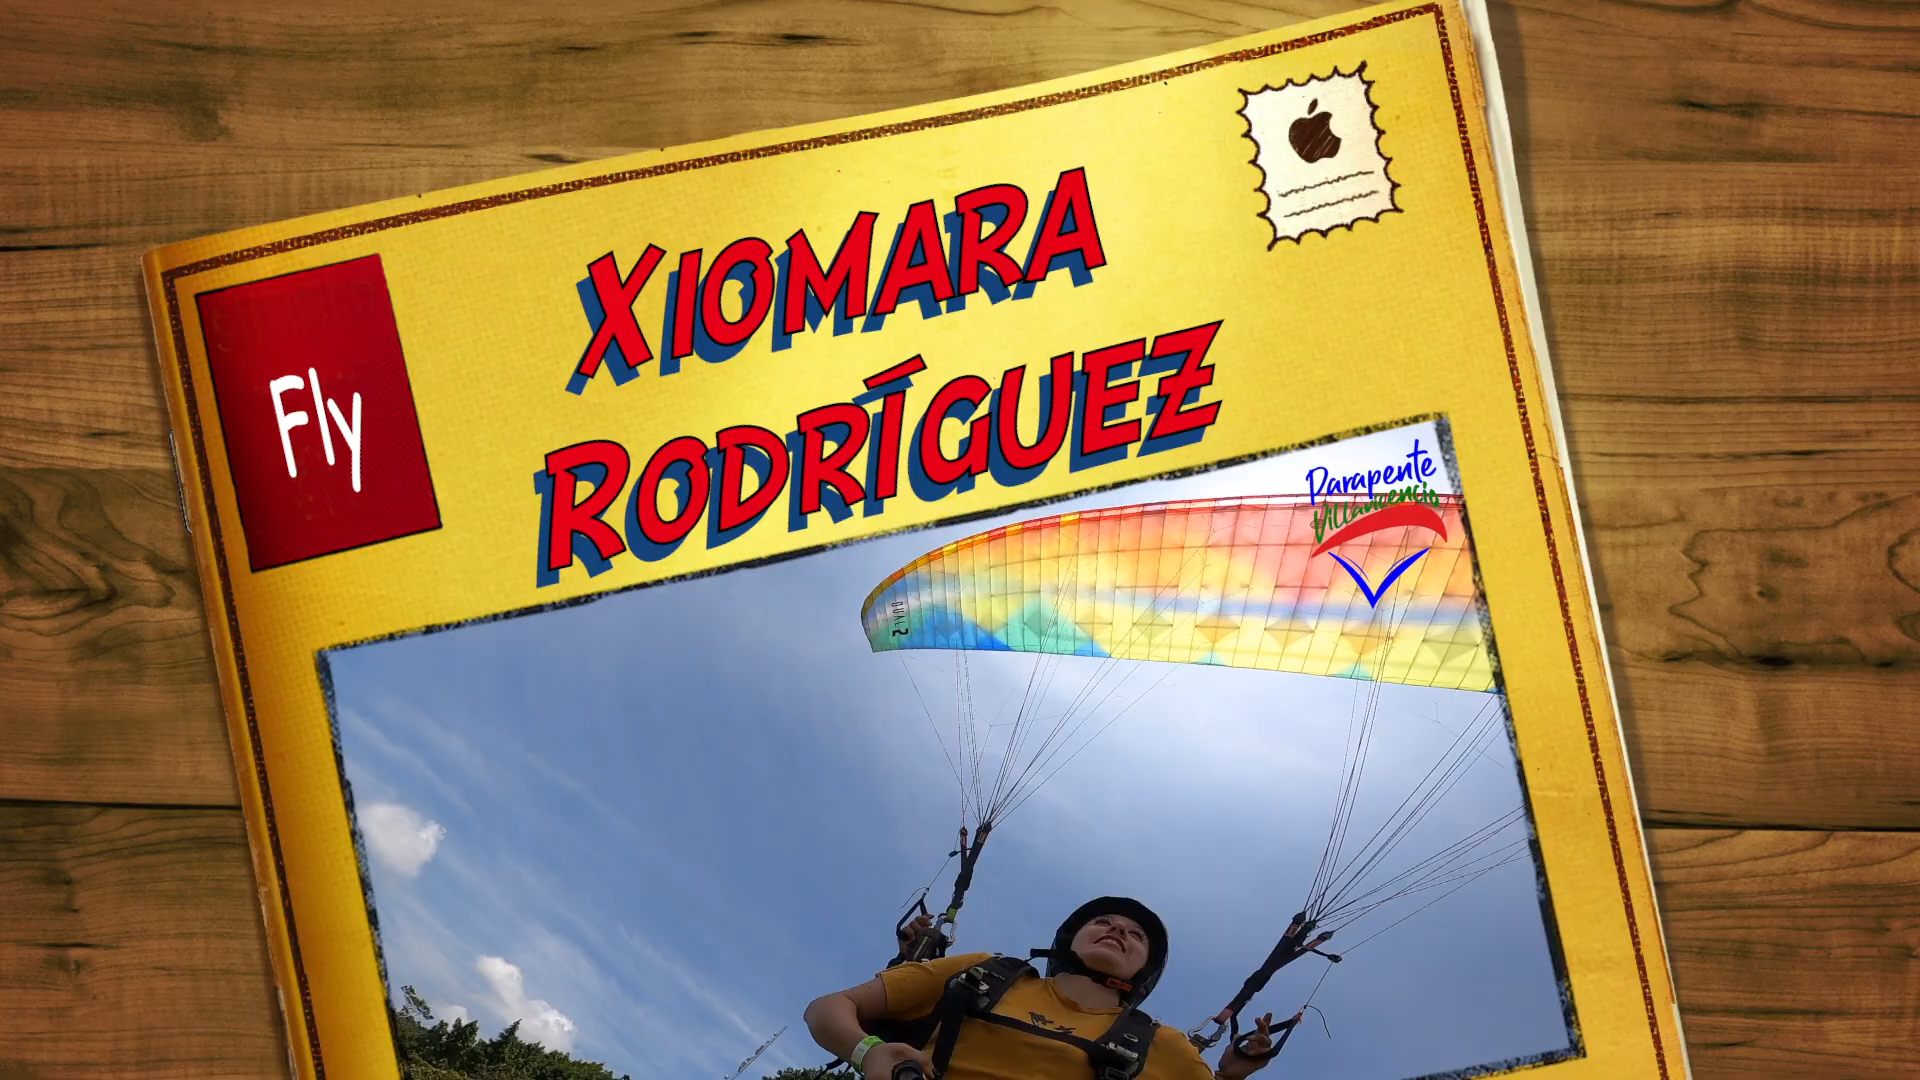 Fly
XIOMARA
RODRÍGUEZ
Parapente
Villavicencio
DUAL 2